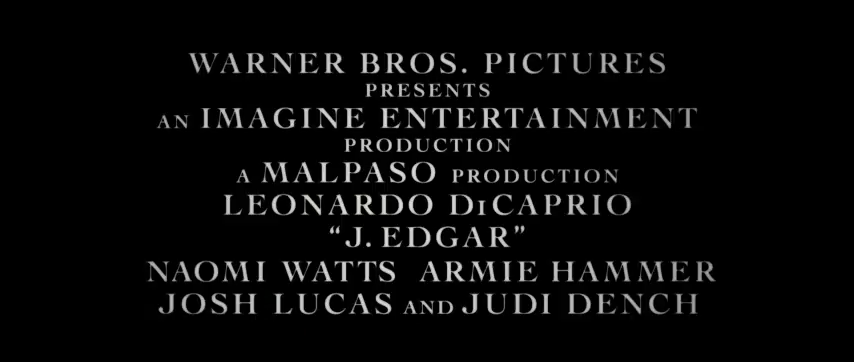 WARNER BROS. PICTURES
PRESENTS
AN IMAGINE ENTERTAINMENT
PRODUCTION
A MALPASO PRODUCTION
LEONARDO DiCAPRIO
“J. EDGAR”
NAOMI WATTS ARMIE HAMMER
JOSH LUCAS AND JUDI DENCH